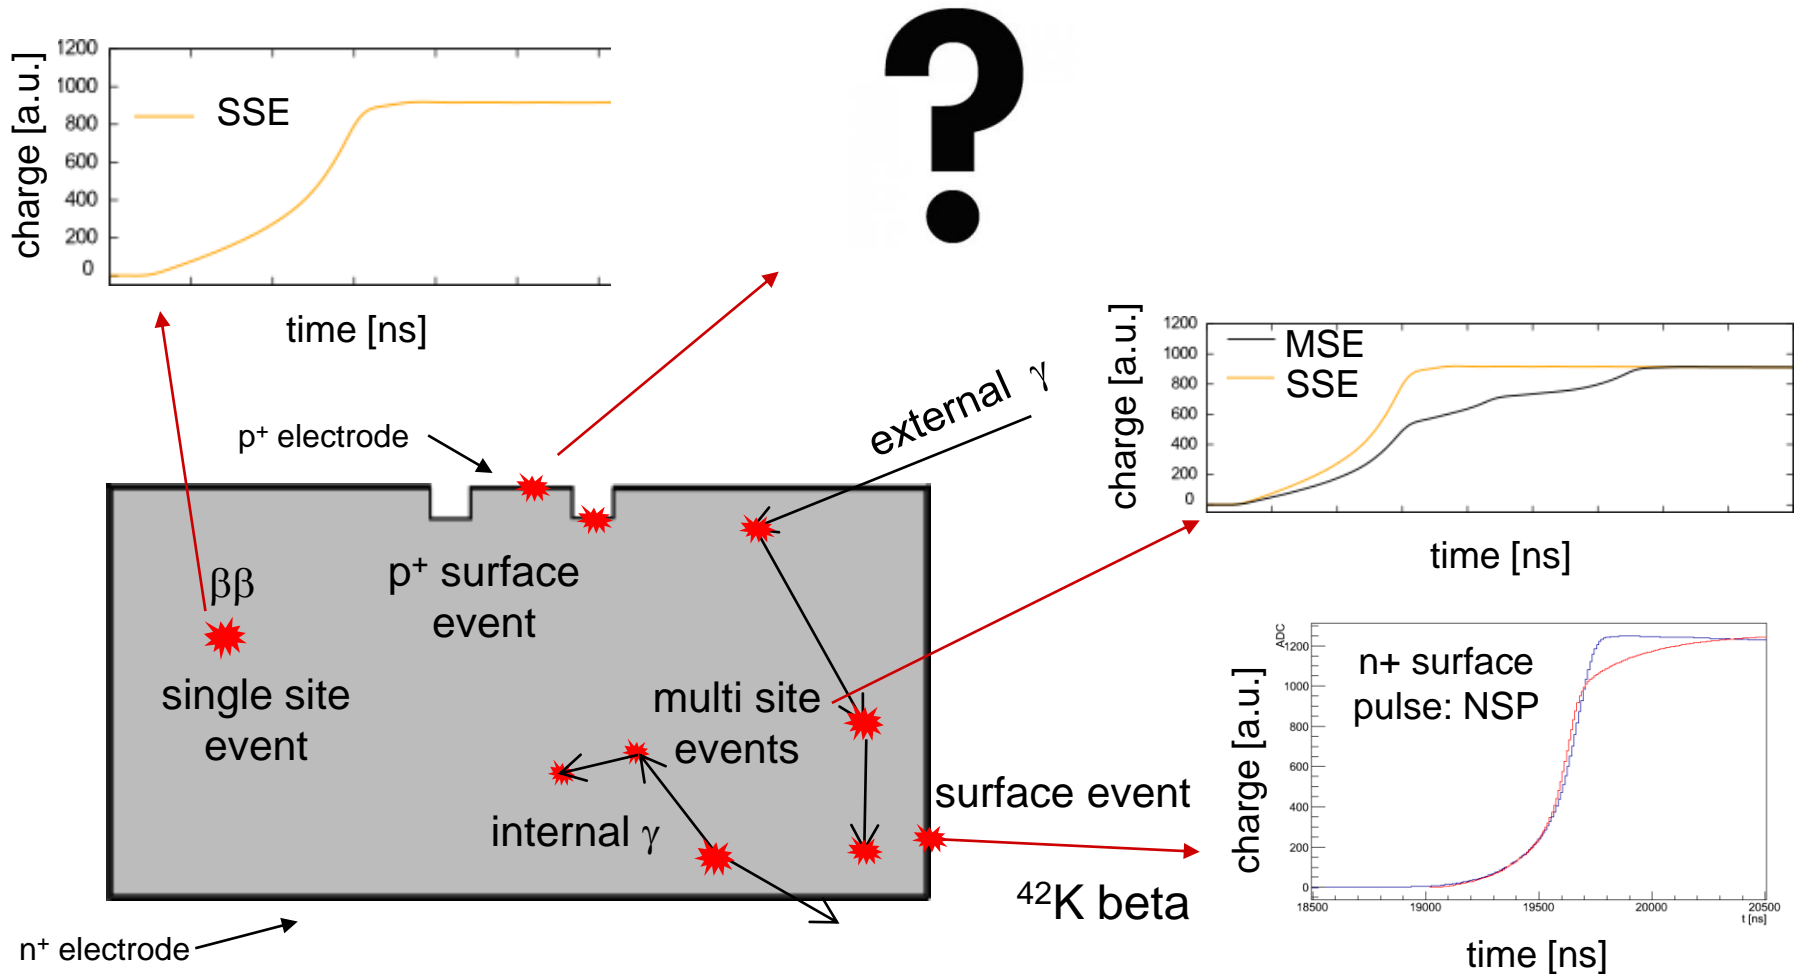 1200
1000
800
600
400
200
0
charge [a.u.]
SSE
time [ns]
?
1200
1000
800
600
400
200
0
charge [a.u.]
MSE
SSE
time [ns]
external γ
p+ electrode
p+ surface
event
ββ
single site
event
multi site
events
internal γ
surface event
42K beta
n+ electrode
ADC
1200
1000
800
600
400
200
0
charge [a.u.]
n+ surface
pulse: NSP
18500 19000 19500 20000 20500
t [ns]
time [ns]